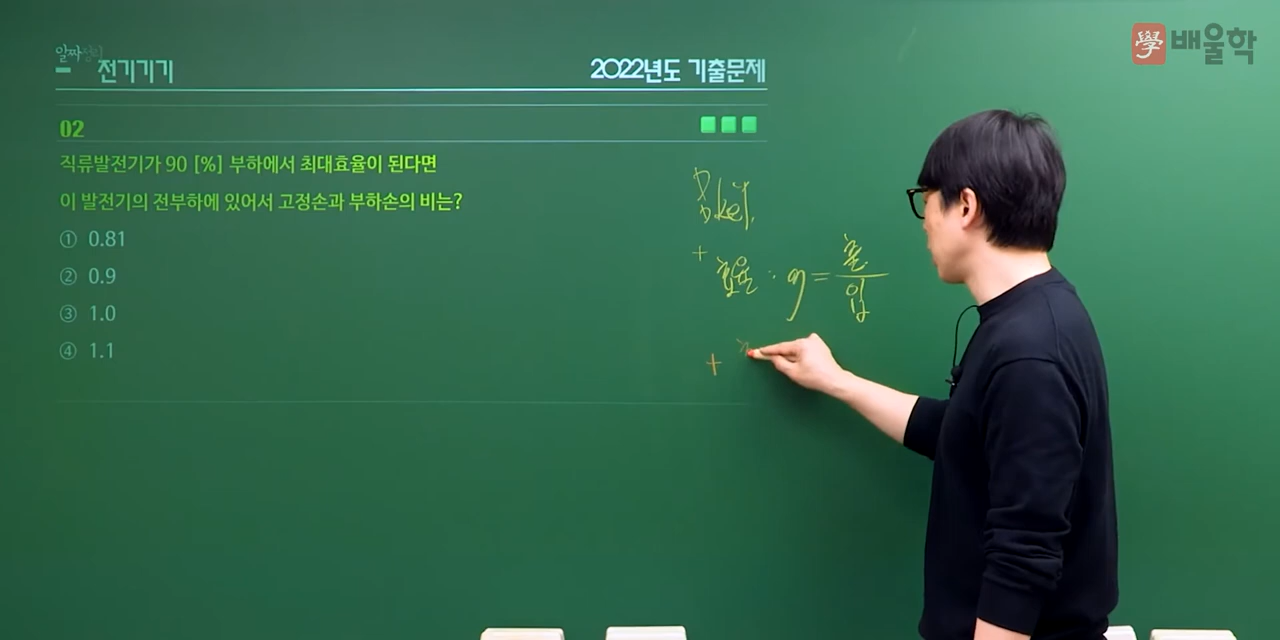 배울학
알짜
전기기기
2022년도 기출문제
02
직류발전기가 90 [%] 부하에서 최대효율이 된다면
이 발전기의 전부하에 있어서 고정손과 부하손의 비는?
① 0.81
② 0.9
③ 1.0
④ 1.1
key.
+ 효율 : η = 출 / 입
+